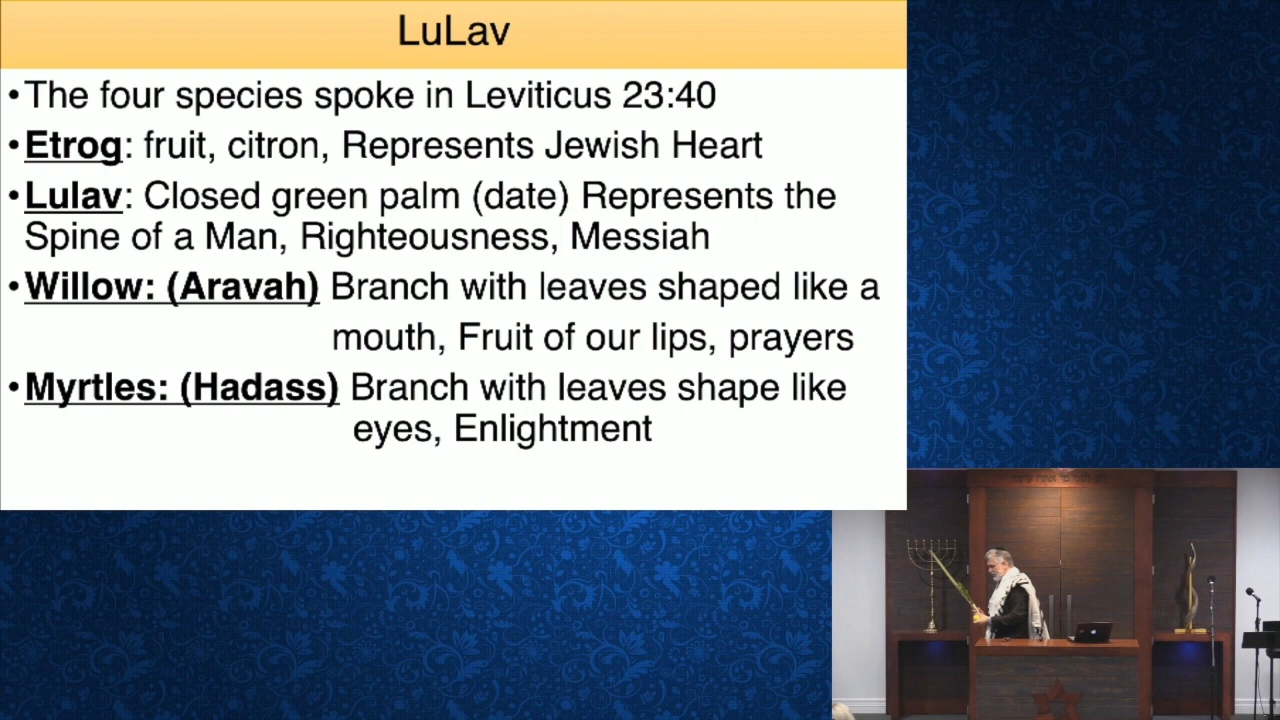 LuLav
•The four species spoke in Leviticus 23:40
•Etrog: fruit, citron, Represents Jewish Heart
•Lulav: Closed green palm (date) Represents the
Spine of a Man, Righteousness, Messiah
•Willow: (Aravah) Branch with leaves shaped like a
mouth, Fruit of our lips, prayers
•Myrtles: (Hadass) Branch with leaves shape like
eyes, Enlightment